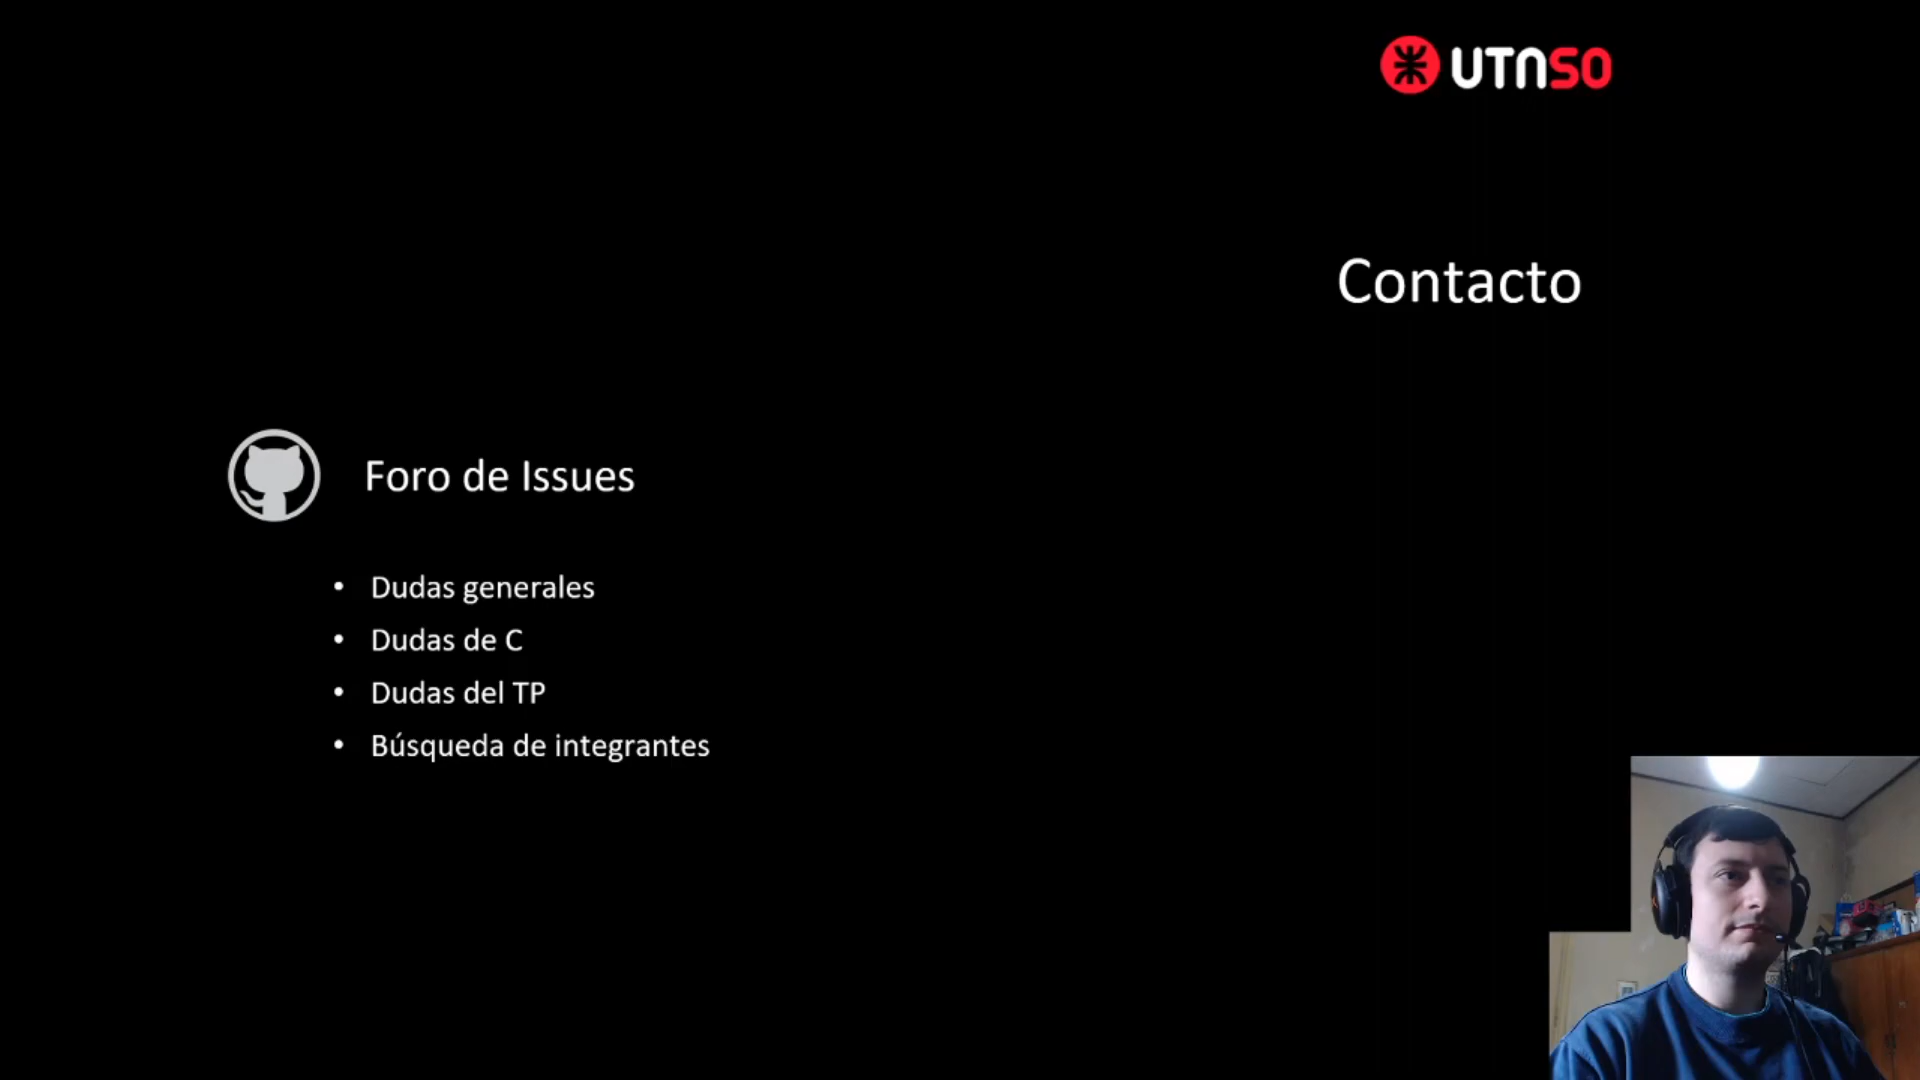 UTNSO
Contacto
Foro de Issues
• Dudas generales
• Dudas de C
• Dudas del TP
• Búsqueda de integrantes